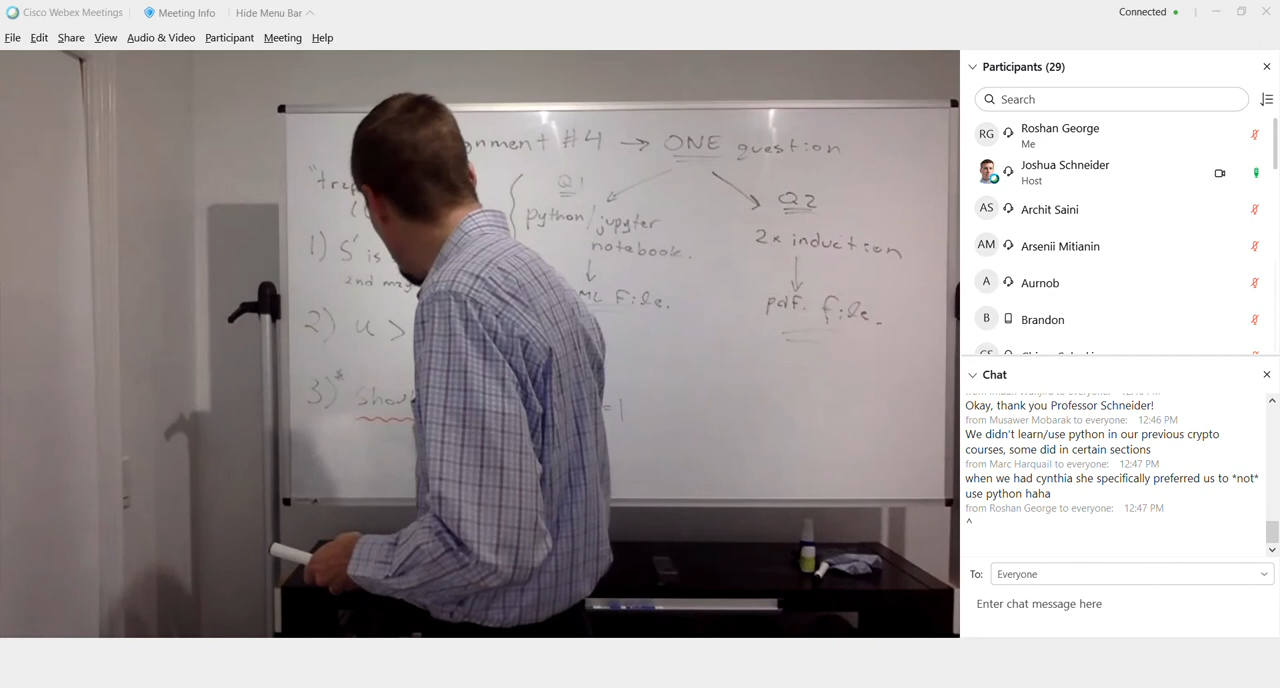 Cisco Webex Meetings
Meeting Info
Hide Menu Bar
Connected
File Edit Share View Audio & Video Participant Meeting Help
#4 → ONE question
Q1
Q2
python/jupyter
notebook.
2x induction
1) S' is
2nd
File.
pdf. file.
2) u >
3)*
=1
Participants (29)
Search
RG Roshan George
Me
Joshua Schneider
Host
AS Archit Saini
AM Arsenii Mitianin
A Aurnob
B Brandon
Chat
Okay, thank you Professor Schneider!
from Musawer Mobarak to everyone: 12:46 PM
We didn't learn/use python in our previous crypto
courses, some did in certain sections
from Marc Harquail to everyone: 12:47 PM
when we had cynthia she specifically preferred us to *not*
use python haha
from Roshan George to everyone: 12:47 PM
^
To: Everyone
Enter chat message here